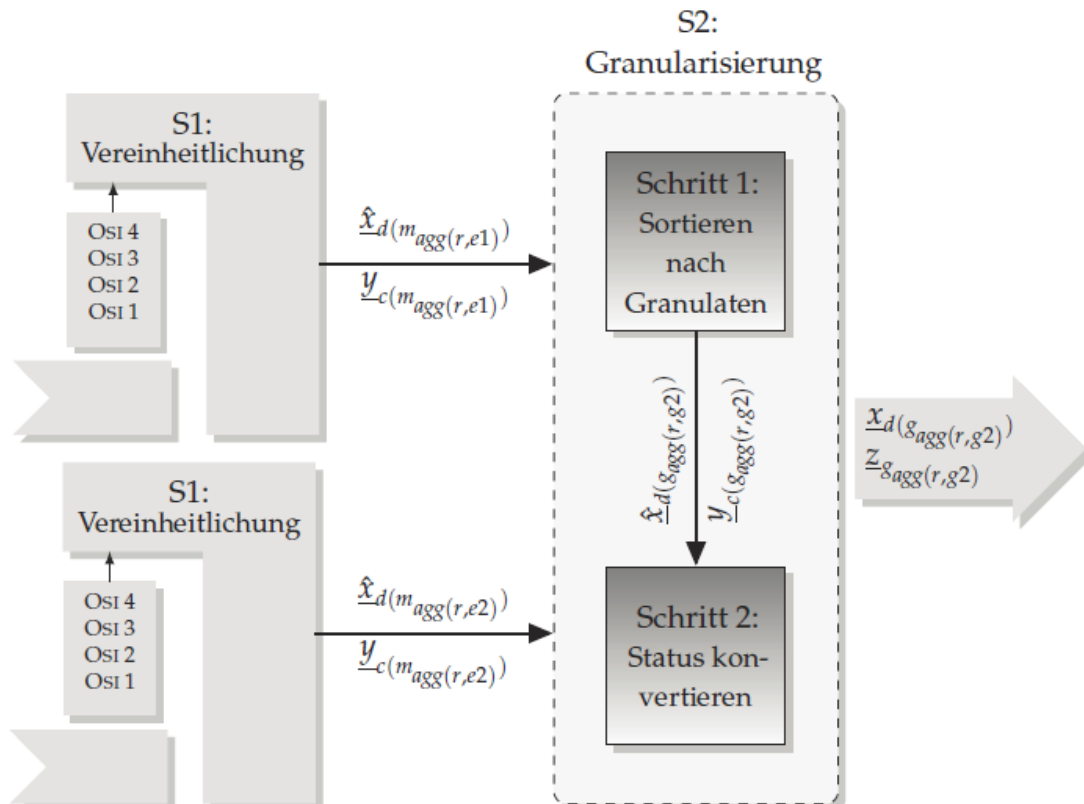 S2:
Granularisierung
S1:
Vereinheitlichung
OSI 4
OSI 3
OSI 2
OSI 1
x̂_d(m_agg(r,e1))
y_c(m_agg(r,e1))
Schritt 1:
Sortieren
nach
Granulaten
x̂_d(g_agg(r,g2))
y_c(g_agg(r,g2))
x_d(g_agg(r,g2))
z_g_agg(r,g2)
S1:
Vereinheitlichung
OSI 4
OSI 3
OSI 2
OSI 1
x̂_d(m_agg(r,e2))
y_c(m_agg(r,e2))
Schritt 2:
Status kon-
vertieren